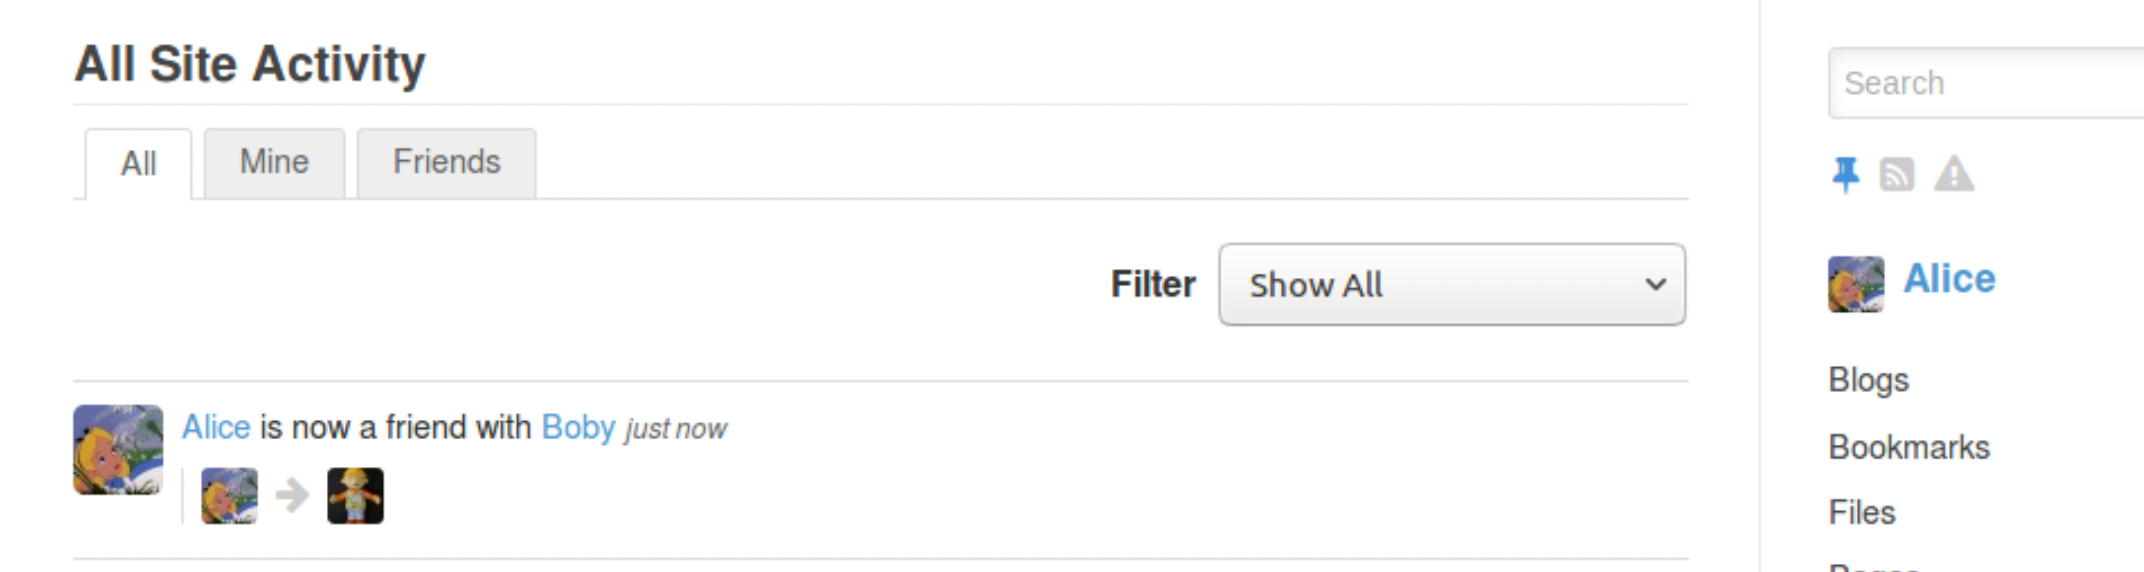 All Site Activity
All
Mine
Friends
Filter
Show All
Alice is now a friend with Boby just now
Search
Alice
Blogs
Bookmarks
Files